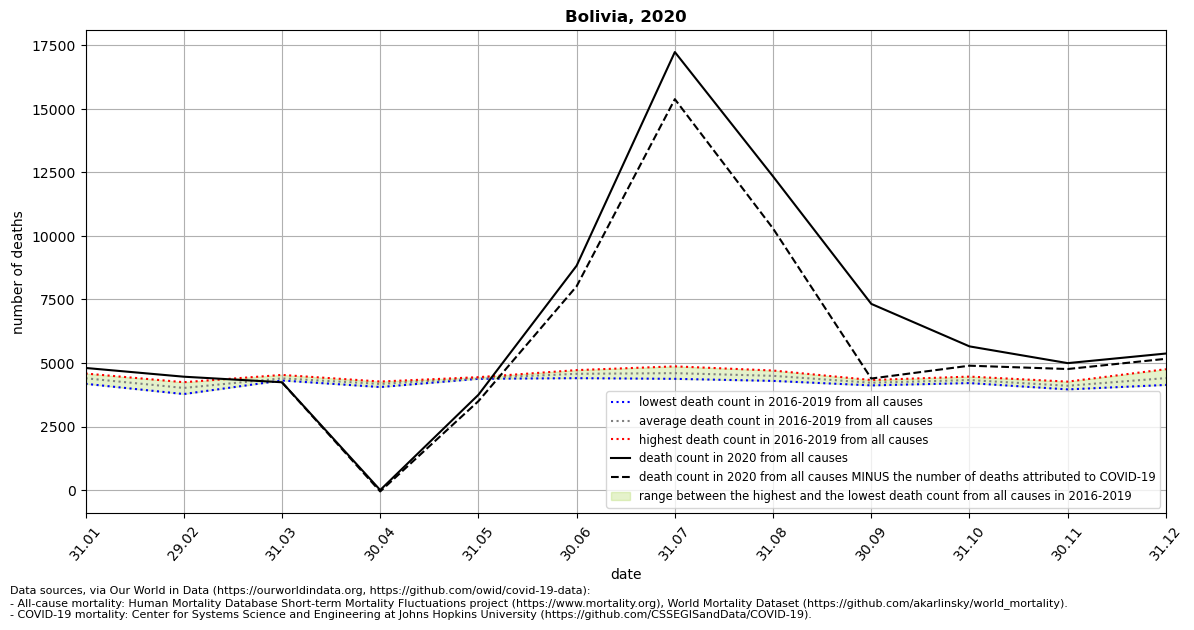 Bolivia, 2020
number of deaths
17500
15000
12500
10000
7500
5000
2500
0
lowest death count in 2016-2019 from all causes
average death count in 2016-2019 from all causes
highest death count in 2016-2019 from all causes
death count in 2020 from all causes
death count in 2020 from all causes MINUS the number of deaths attributed to COVID-19
range between the highest and the lowest death count from all causes in 2016-2019
31.01
29.02
31.03
30.04
31.05
30.06
31.07
31.08
30.09
31.10
30.11
31.12
date
Data sources, via Our World in Data (https://ourworldindata.org, https://github.com/owid/covid-19-data):
- All-cause mortality: Human Mortality Database Short-term Mortality Fluctuations project (https://www.mortality.org), World Mortality Dataset (https://github.com/akarlinsky/world_mortality).
- COVID-19 mortality: Center for Systems Science and Engineering at Johns Hopkins University (https://github.com/CSSEGISandData/COVID-19).